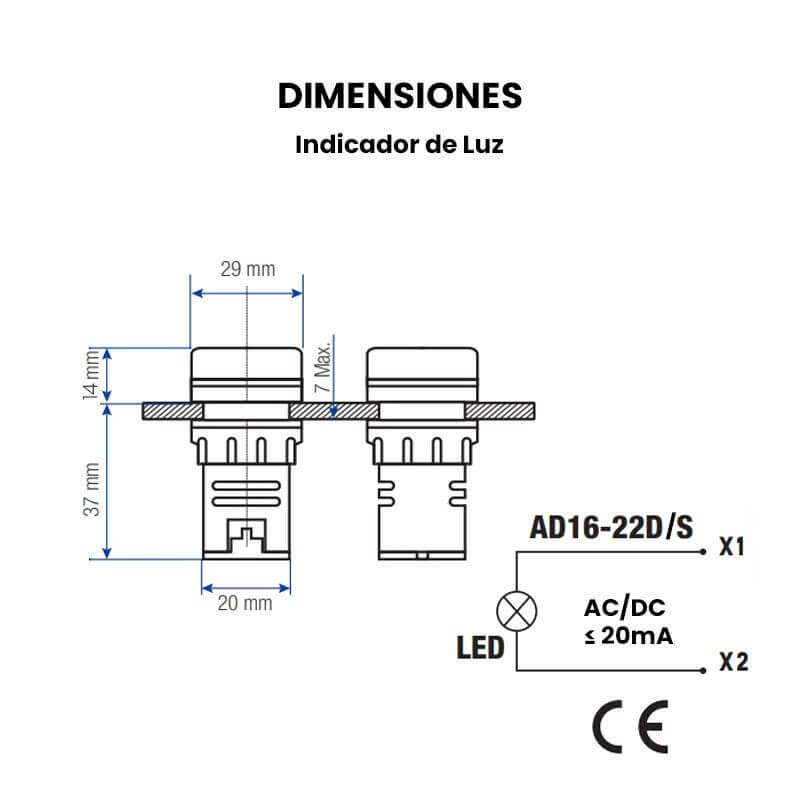 DIMENSIONES
Indicador de Luz
29 mm
14 mm
7 Max.
37 mm
20 mm
AD16-22D/S
X1
AC/DC
≤ 20mA
LED
X2
CE